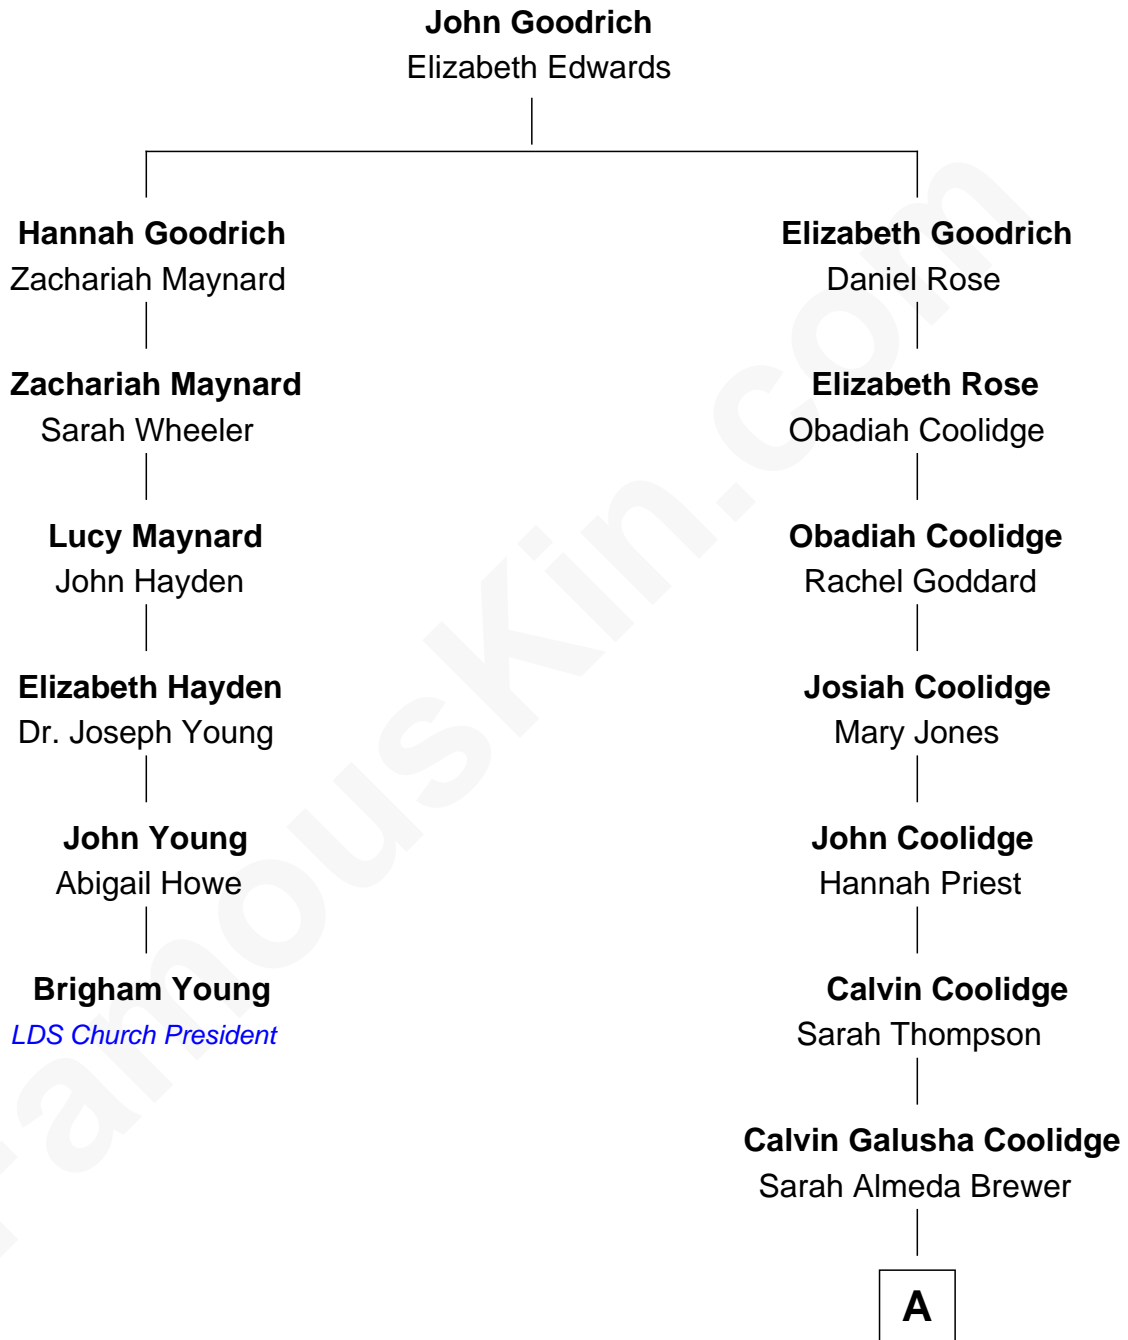 John Goodrich
Elizabeth Edwards
Hannah Goodrich
Zachariah Maynard
Zachariah Maynard
Sarah Wheeler
Lucy Maynard
John Hayden
Elizabeth Hayden
Dr. Joseph Young
John Young
Abigail Howe
Brigham Young
LDS Church President
Elizabeth Goodrich
Daniel Rose
Elizabeth Rose
Obadiah Coolidge
Obadiah Coolidge
Rachel Goddard
Josiah Coolidge
Mary Jones
John Coolidge
Hannah Priest
Calvin Coolidge
Sarah Thompson
Calvin Galusha Coolidge
Sarah Almeda Brewer
A
FamousKin.com